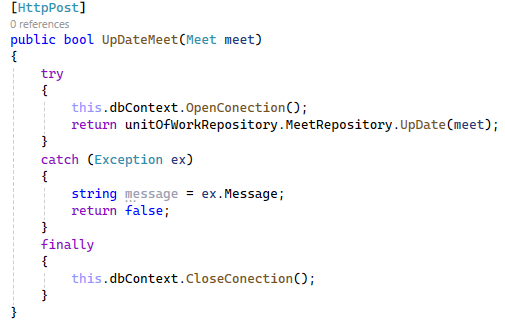 [HttpPost]
0 references
public bool UpDateMeet(Meet meet)
{
try
{
this.dbContext.OpenConection();
return unitOfWorkRepository.MeetRepository.UpDate(meet);
}
catch (Exception ex)
{
string message = ex.Message;
return false;
}
finally
{
this.dbContext.CloseConection();
}
}